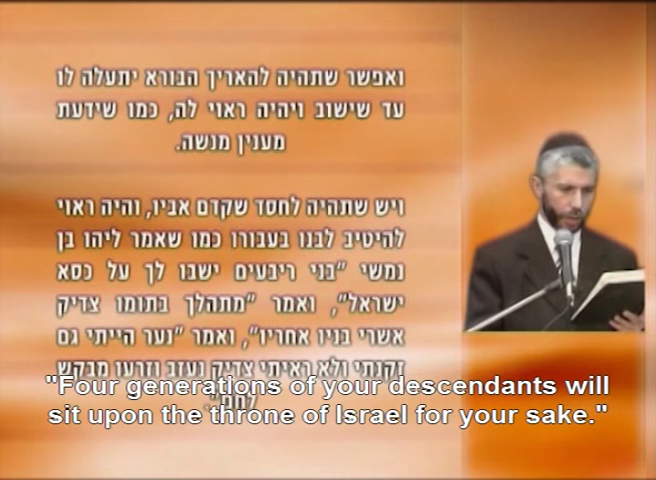 ואפשר שתהיה להאריך הבורא יתעלה לו
עד שישוב ויהיה ראוי לה, כמו שידעת
מענין מנשה.
ויש שתהיה לחסד שקדם אביו, והיה ראוי
להיטיב לבנו בעבורו כמו שאמר ליהו בן
נמשי "בני ריבעים ישבו לך על כסא
ישראל", ואמר "מתהלך בתומו צדיק
אשרי בניו אחריו", ואמר "נער הייתי גם
זקנתי ולא ראיתי צדיק נעזב וזרעו מבקש
לחם".
"Four generations of your descendants will
sit upon the throne of Israel for your sake."